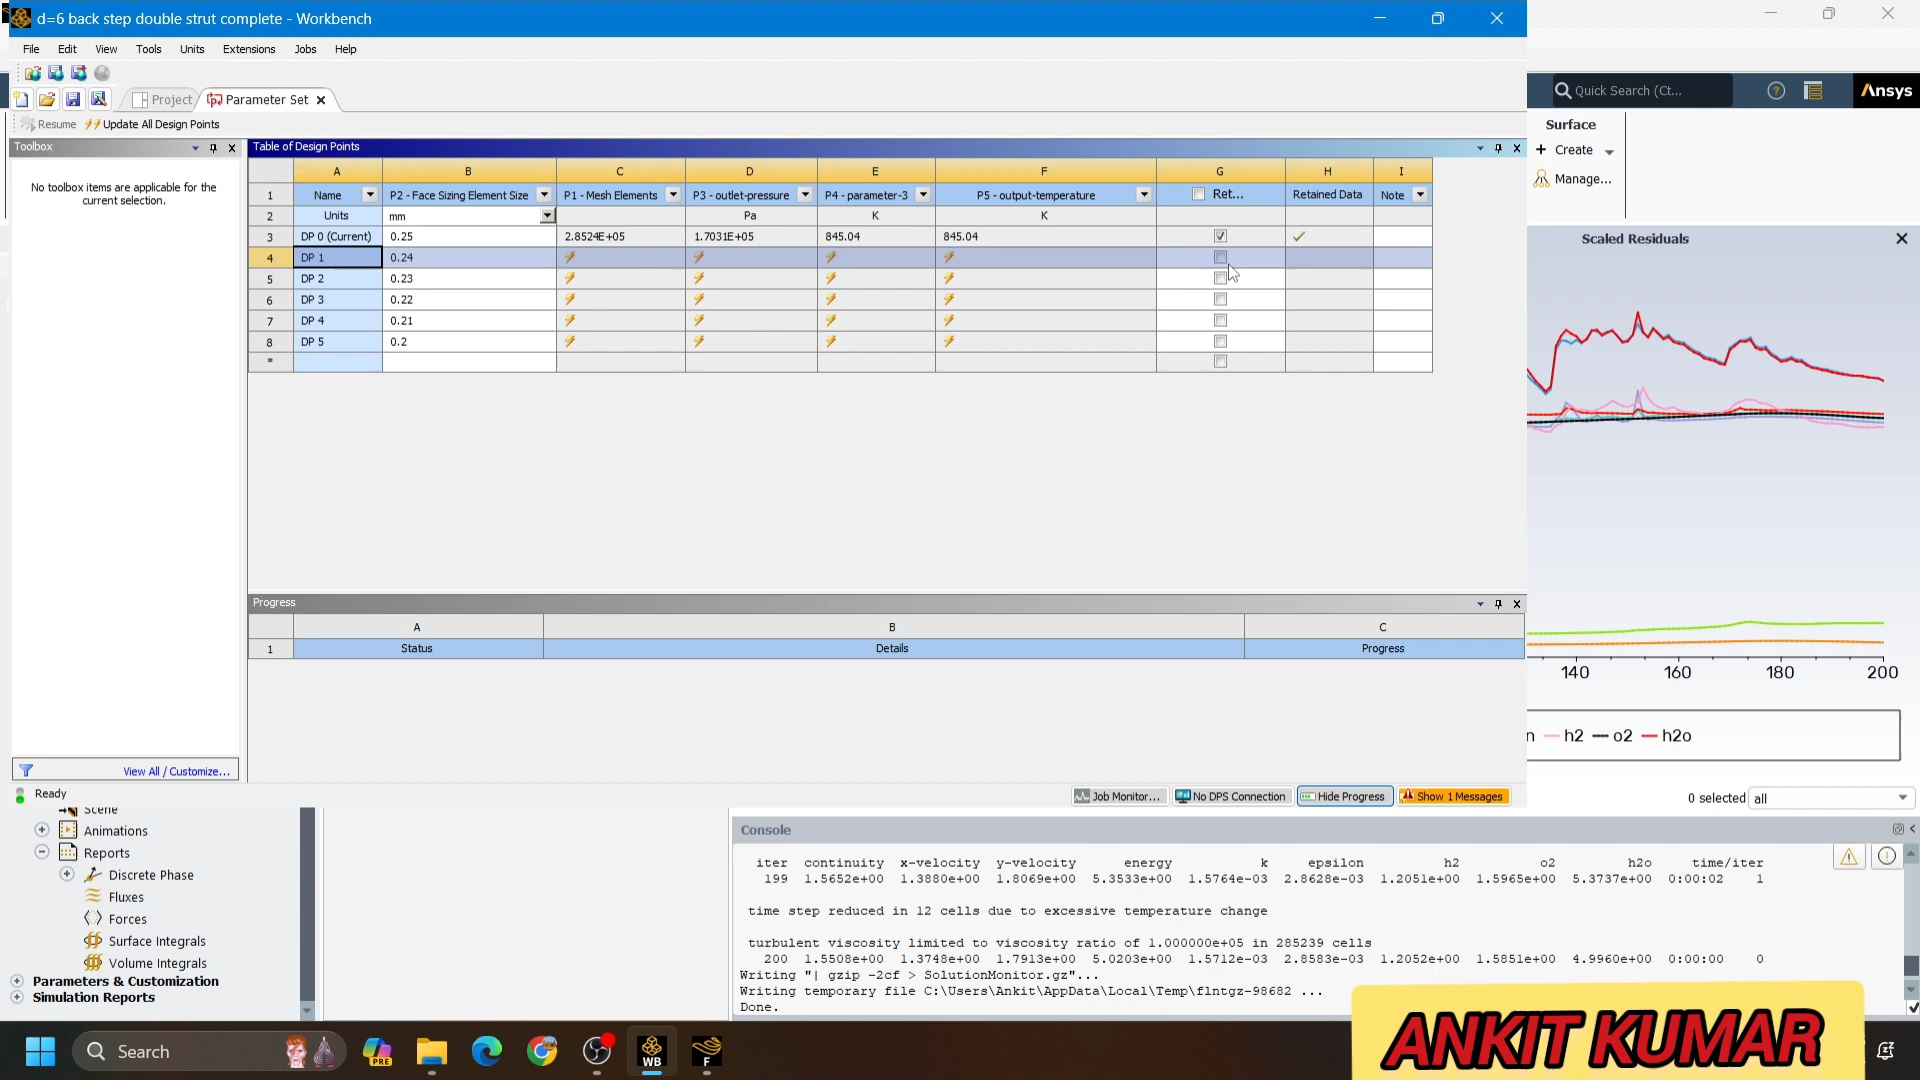 d=6 back step double strut complete - Workbench
File Edit View Tools Units Extensions Jobs Help
Project Parameter Set
Resume Update All Design Points
Toolbox
No toolbox items are applicable for the
current selection.
View All / Customize...
Table of Design Points
A B C D E F G H I
1 Name P2 - Face Sizing Element Size P1 - Mesh Elements P3 - outlet-pressure P4 - parameter-3 P5 - output-temperature Ret... Retained Data Note
2 Units mm Pa K K
3 DP 0 (Current) 0.25 2.8524E+05 1.7031E+05 845.04 845.04
4 DP 1 0.24
5 DP 2 0.23
6 DP 3 0.22
7 DP 4 0.21
8 DP 5 0.2
*
Progress
A B C
1 Status Details Progress
Ready
Job Monitor... No DPS Connection Hide Progress Show 1 Messages
Quick Search (Ct...
Ansys
Surface
+ Create
Manage...
Scaled Residuals
140 160 180 200
n h2 o2 h2o
0 selected all
Scene
Animations
Reports
Discrete Phase
Fluxes
Forces
Surface Integrals
Volume Integrals
Parameters & Customization
Simulation Reports
Console
iter continuity x-velocity y-velocity energy k epsilon h2 o2 h2o time/iter
199 1.5652e+00 1.3880e+00 1.8069e+00 5.3533e+00 1.5764e-03 2.8628e-03 1.2051e+00 1.5965e+00 5.3737e+00 0:00:02 1
time step reduced in 12 cells due to excessive temperature change
turbulent viscosity limited to viscosity ratio of 1.000000e+05 in 285239 cells
200 1.5508e+00 1.3748e+00 1.7913e+00 5.0203e+00 1.5712e-03 2.8583e-03 1.2052e+00 1.5851e+00 4.9960e+00 0:00:00 0
Writing "| gzip -2cf > SolutionMonitor.gz"...
Writing temporary file C:\Users\Ankit\AppData\Local\Temp\flntgz-98682 ...
Done.
Search
PRE
WB
F
ANKIT KUMAR